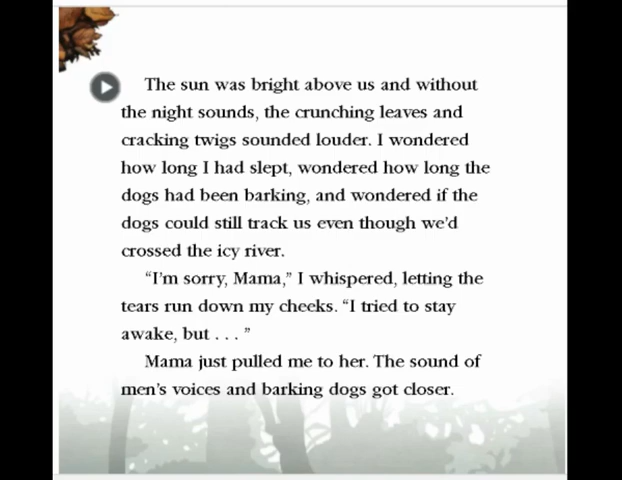 The sun was bright above us and without
the night sounds, the crunching leaves and
cracking twigs sounded louder. I wondered
how long I had slept, wondered how long the
dogs had been barking, and wondered if the
dogs could still track us even though we’d
crossed the icy river.
“I’m sorry, Mama,” I whispered, letting the
tears run down my cheeks. “I tried to stay
awake, but . . . ”
Mama just pulled me to her. The sound of
men’s voices and barking dogs got closer.